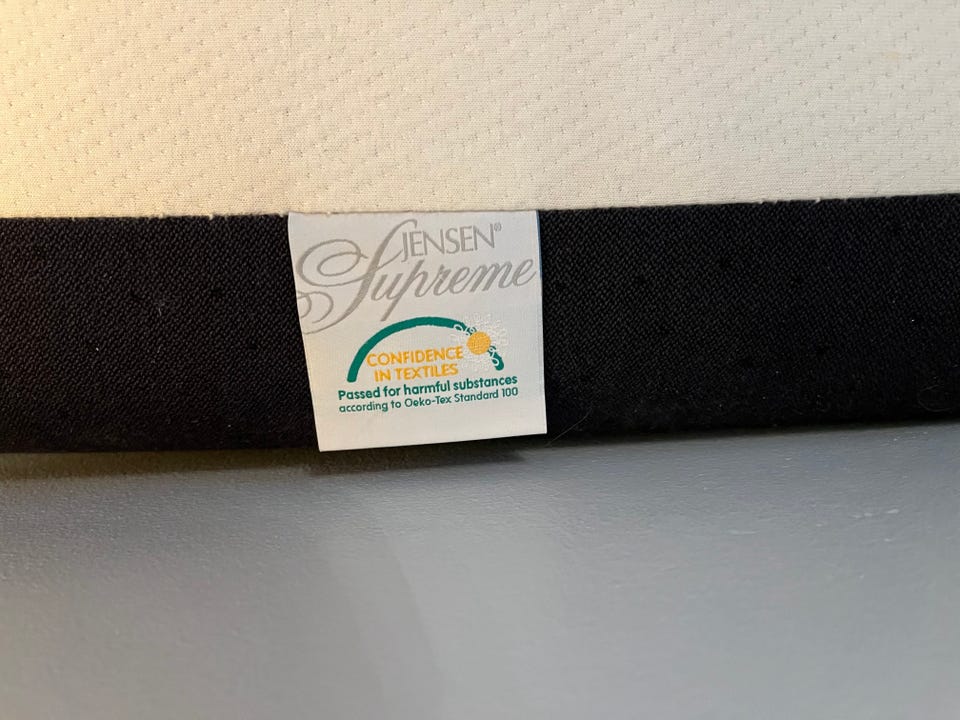 JENSEN®
Supreme
CONFIDENCE
IN TEXTILES
Passed for harmful substances
according to Oeko-Tex Standard 100